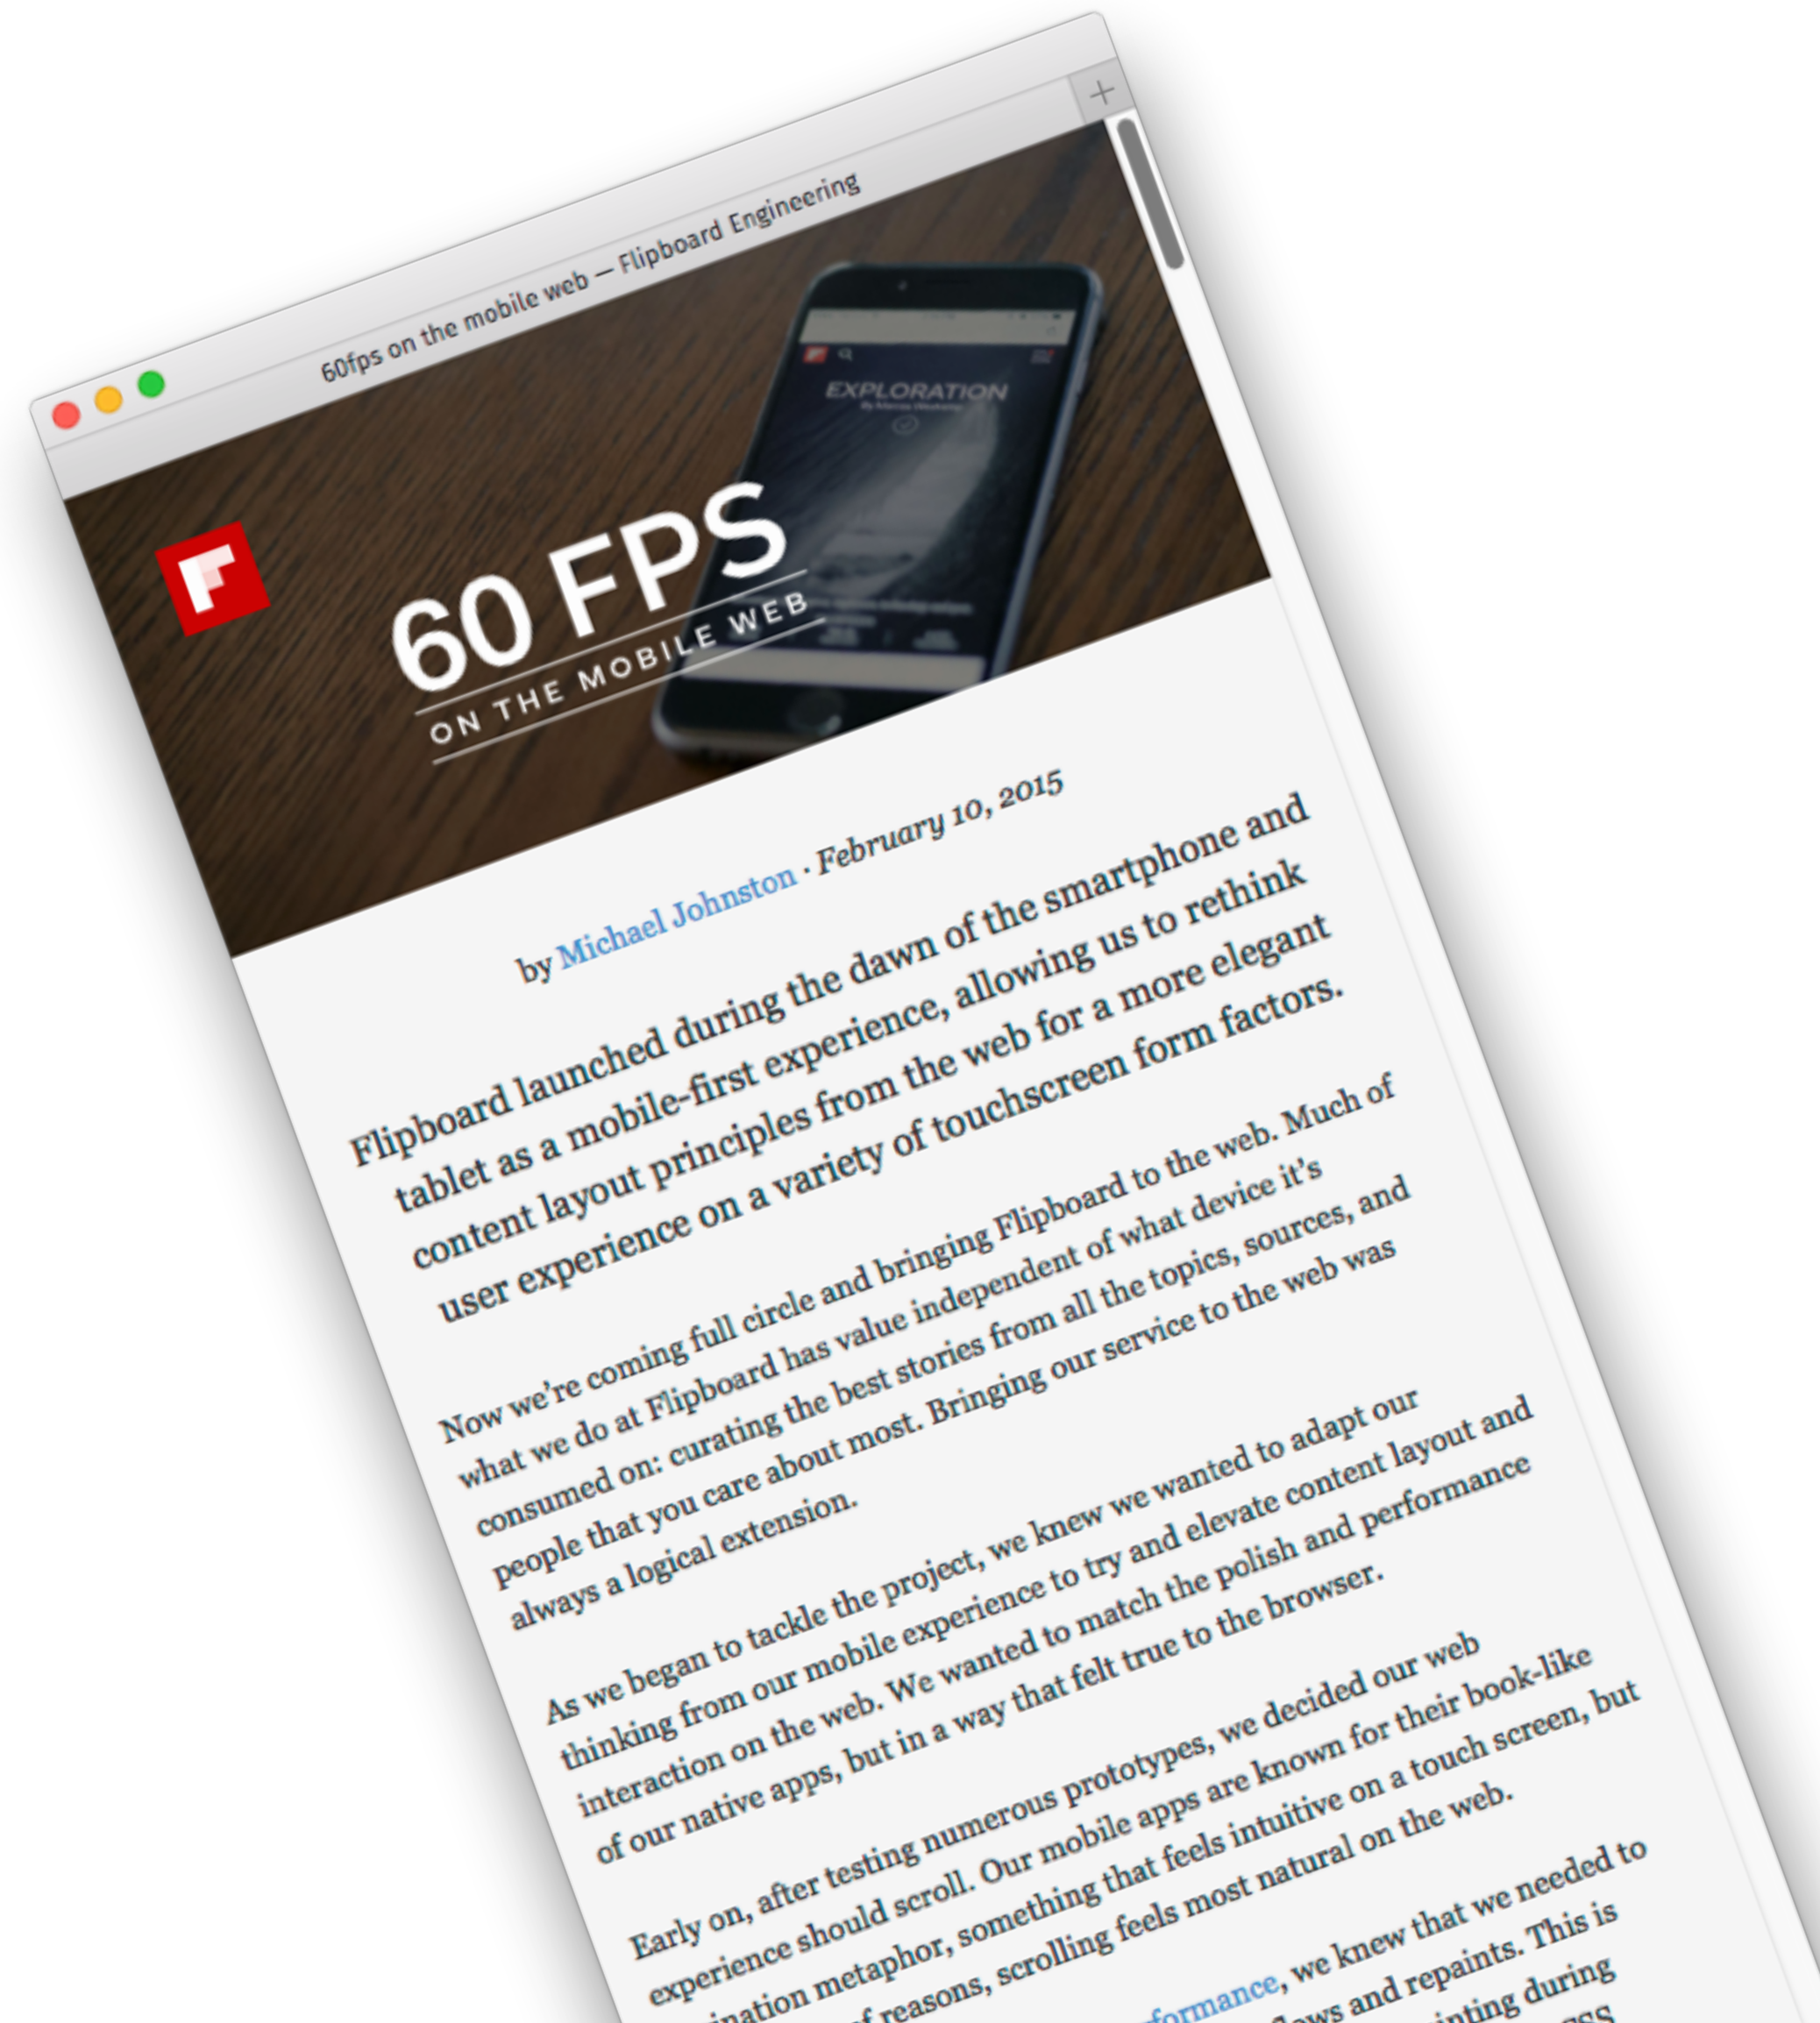 60fps on the mobile web — Flipboard Engineering
EXPLORATION
60 FPS
ON THE MOBILE WEB
by Michael Johnston · February 10, 2015
Flipboard launched during the dawn of the smartphone and
tablet as a mobile-first experience, allowing us to rethink
content layout principles from the web for a more elegant
user experience on a variety of touchscreen form factors.
Now we’re coming full circle and bringing Flipboard to the web. Much of
what we do at Flipboard has value independent of what device it’s
consumed on: curating the best stories from all the topics, sources, and
people that you care about most. Bringing our service to the web was
always a logical extension.
As we began to tackle the project, we knew we wanted to adapt our
thinking from our mobile experience to try and elevate content layout and
interaction on the web. We wanted to match the polish and performance
of our native apps, but in a way that felt true to the browser.
Early on, after testing numerous prototypes, we decided our web
experience should scroll. Our mobile apps are known for their book-like
metaphor, something that feels intuitive on a touch screen, but
of reasons, scrolling feels most natural on the web.
, we knew that we needed to
and repaints. This is
during